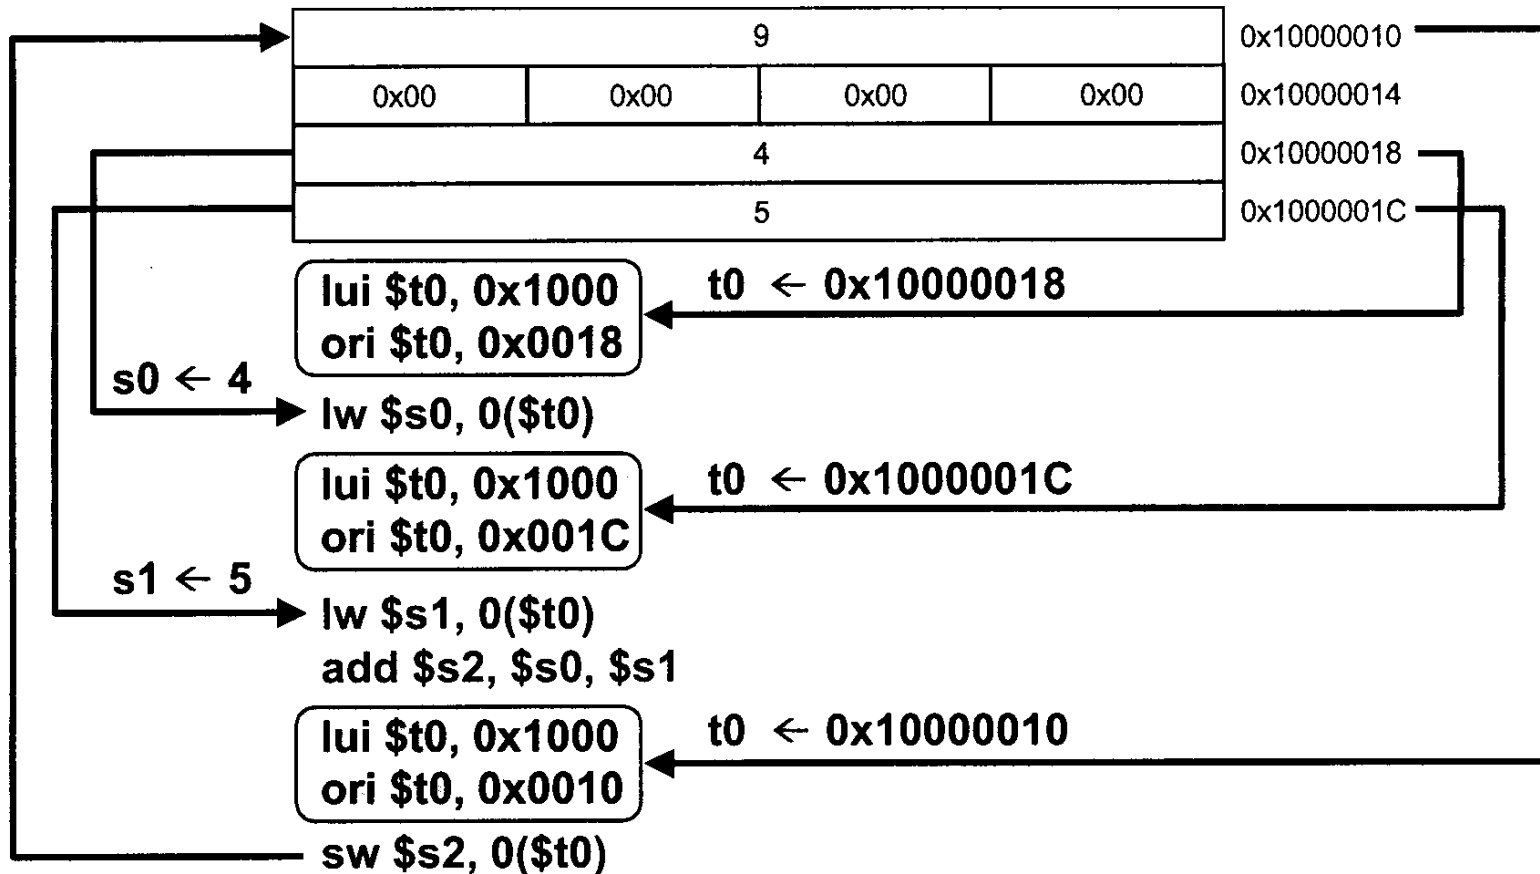 9 0x10000010
0x00 0x00 0x00 0x00 0x10000014
4 0x10000018
5 0x1000001C
lui $t0, 0x1000 t0 ← 0x10000018
ori $t0, 0x0018
s0 ← 4
lw $s0, 0($t0)
lui $t0, 0x1000 t0 ← 0x1000001C
ori $t0, 0x001C
s1 ← 5
lw $s1, 0($t0)
add $s2, $s0, $s1
lui $t0, 0x1000 t0 ← 0x10000010
ori $t0, 0x0010
sw $s2, 0($t0)